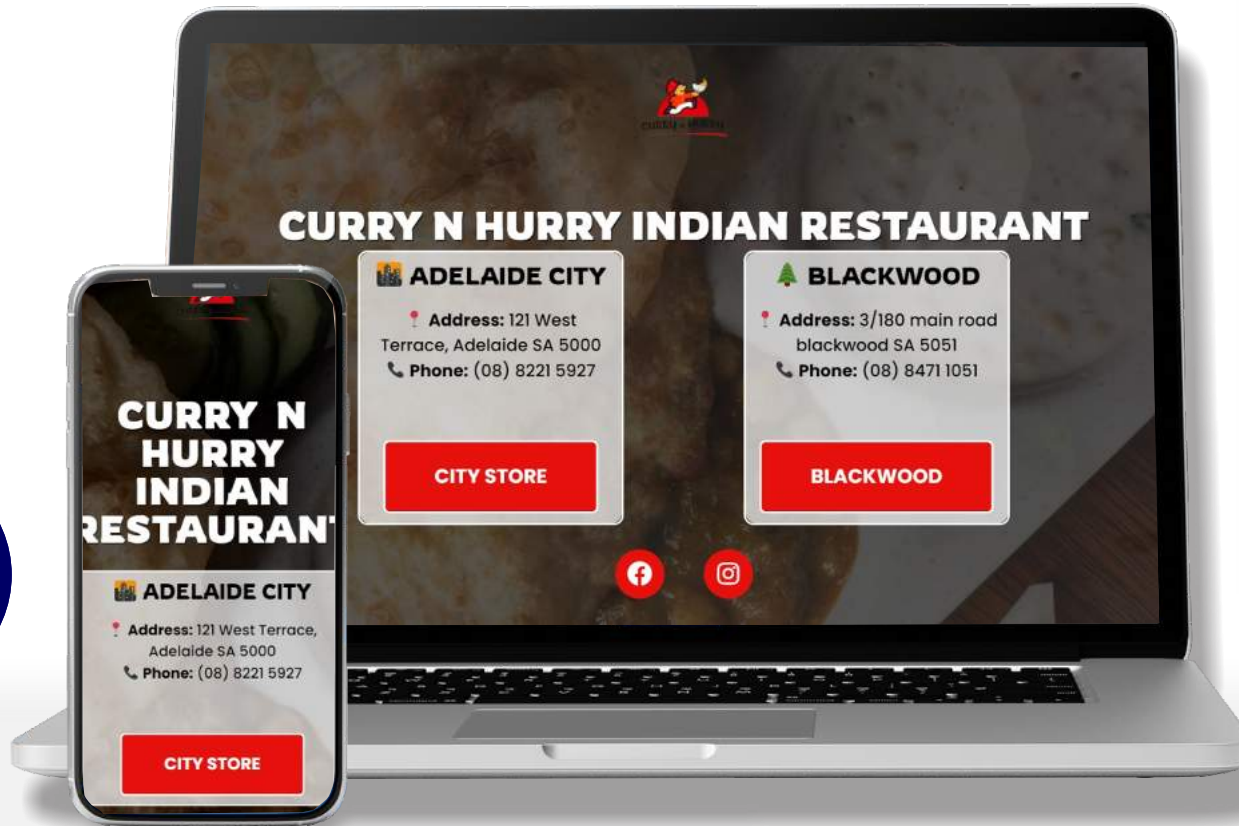 curry n hurry
CURRY N HURRY INDIAN RESTAURANT
ADELAIDE CITY
Address: 121 West
Terrace, Adelaide SA 5000
Phone: (08) 8221 5927
CITY STORE
BLACKWOOD
Address: 3/180 main road
blackwood SA 5051
Phone: (08) 8471 1051
BLACKWOOD
CURRY N
HURRY
INDIAN
RESTAURANT
ADELAIDE CITY
Address: 121 West Terrace,
Adelaide SA 5000
Phone: (08) 8221 5927
CITY STORE